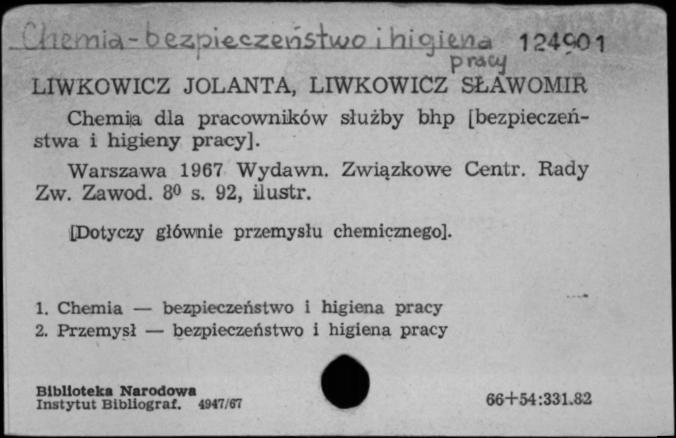 Chemia - bezpieczeństwo i higiena 124901
pracy
LIWKOWICZ JOLANTA, LIWKOWICZ SŁAWOMIR
Chemia dla pracowników służby bhp [bezpieczeń-
stwa i higieny pracy].
Warszawa 1967 Wydawn. Związkowe Centr. Rady
Zw. Zawod. 8⁰ s. 92, ilustr.
[Dotyczy głównie przemysłu chemicznego].
1. Chemia — bezpieczeństwo i higiena pracy
2. Przemysł — bezpieczeństwo i higiena pracy
Biblioteka Narodowa
Instytut Bibliograf. 4947/67
66+54:331.82